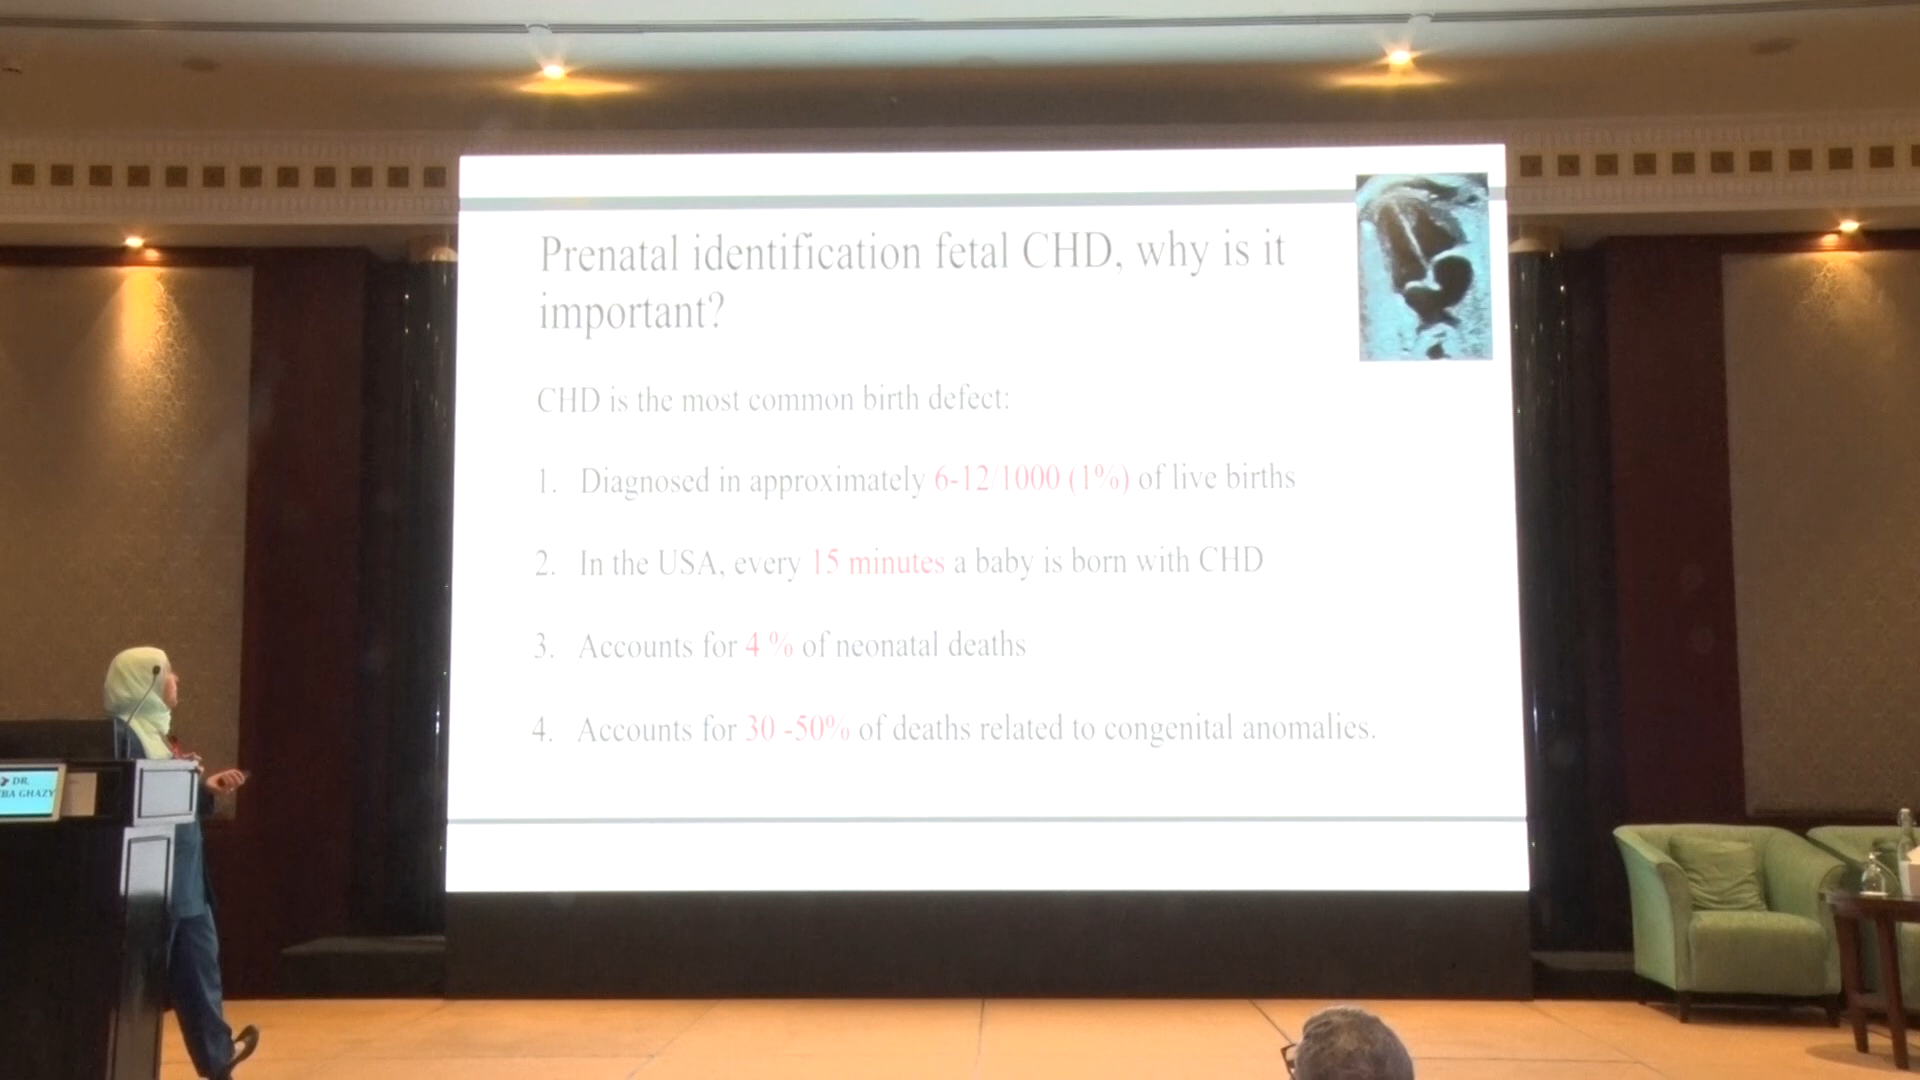 Prenatal identification fetal CHD, why is it
important?
CHD is the most common birth defect:
1. Diagnosed in approximately 6-12/1000 (1%) of live births
2. In the USA, every 15 minutes a baby is born with CHD
3. Accounts for 4 % of neonatal deaths
4. Accounts for 30 -50% of deaths related to congenital anomalies.
DR.
GHAZY